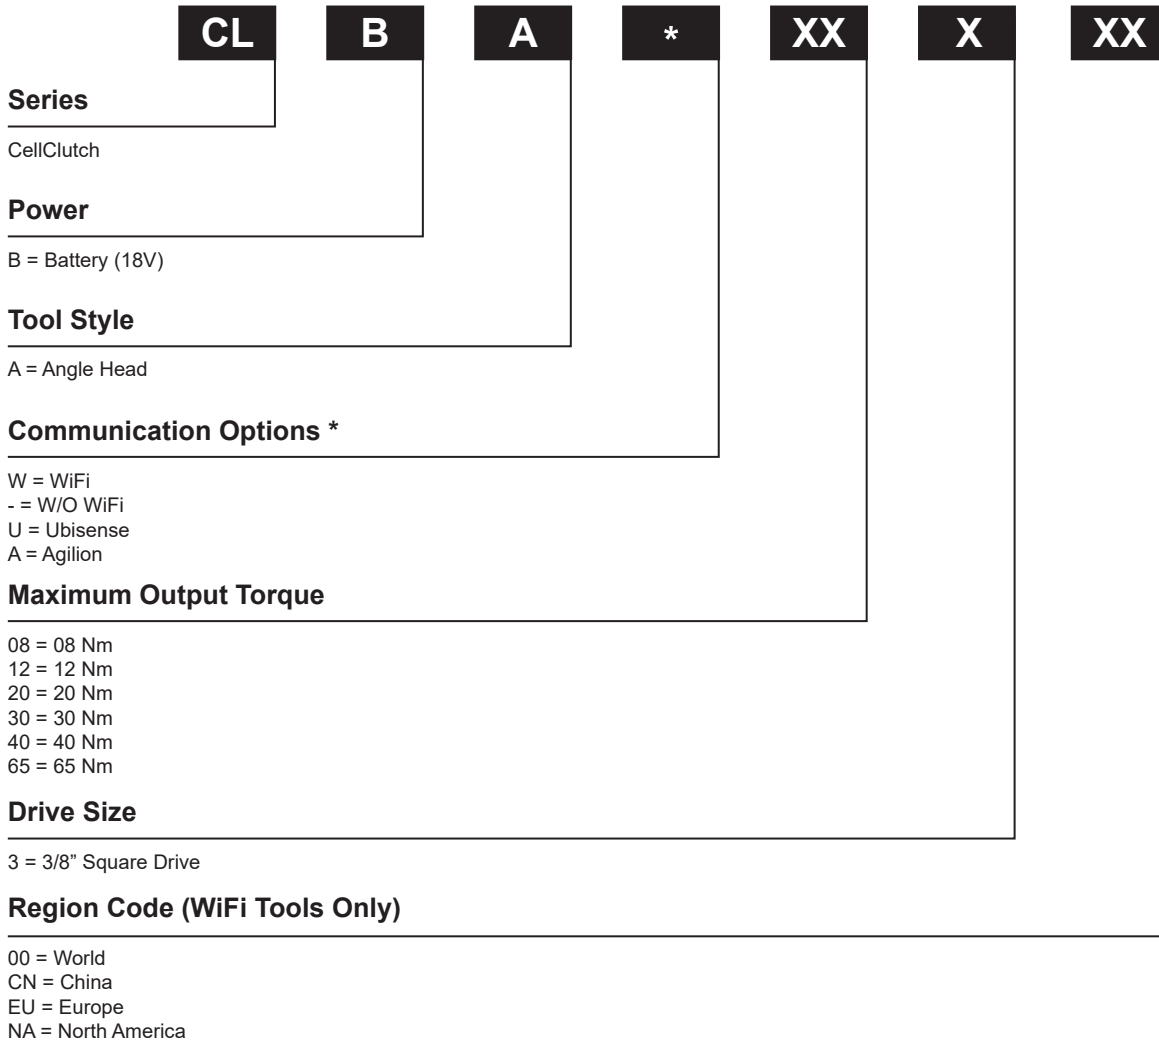 CL B A * XX X XX
Series
CellClutch
Power
B = Battery (18V)
Tool Style
A = Angle Head
Communication Options *
W = WiFi
- = W/O WiFi
U = Ubisense
A = Agilion
Maximum Output Torque
08 = 08 Nm
12 = 12 Nm
20 = 20 Nm
30 = 30 Nm
40 = 40 Nm
65 = 65 Nm
Drive Size
3 = 3/8” Square Drive
Region Code (WiFi Tools Only)
00 = World
CN = China
EU = Europe
NA = North America